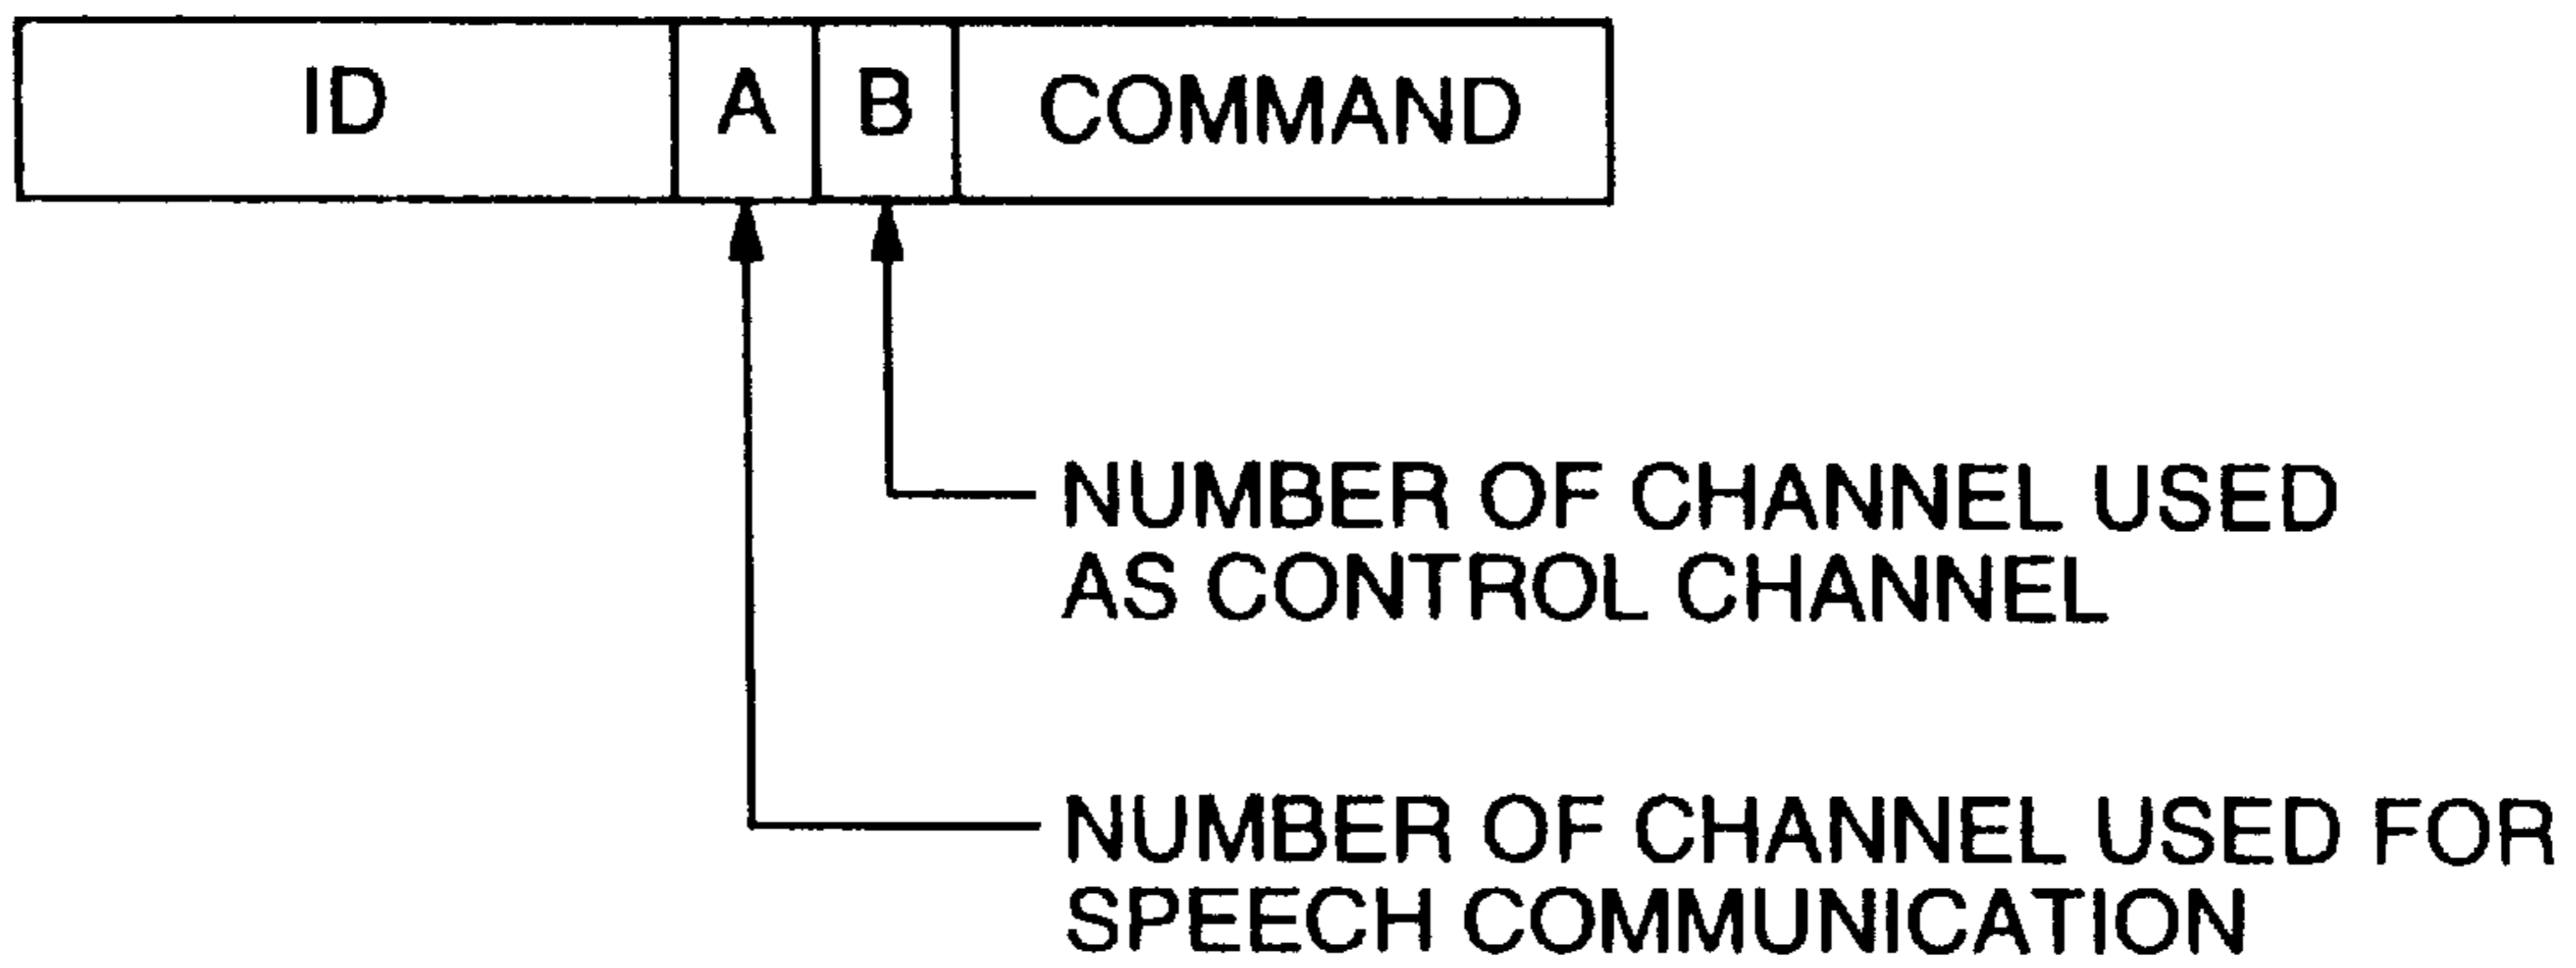 ID A B COMMAND
NUMBER OF CHANNEL USED
AS CONTROL CHANNEL
NUMBER OF CHANNEL USED FOR
SPEECH COMMUNICATION